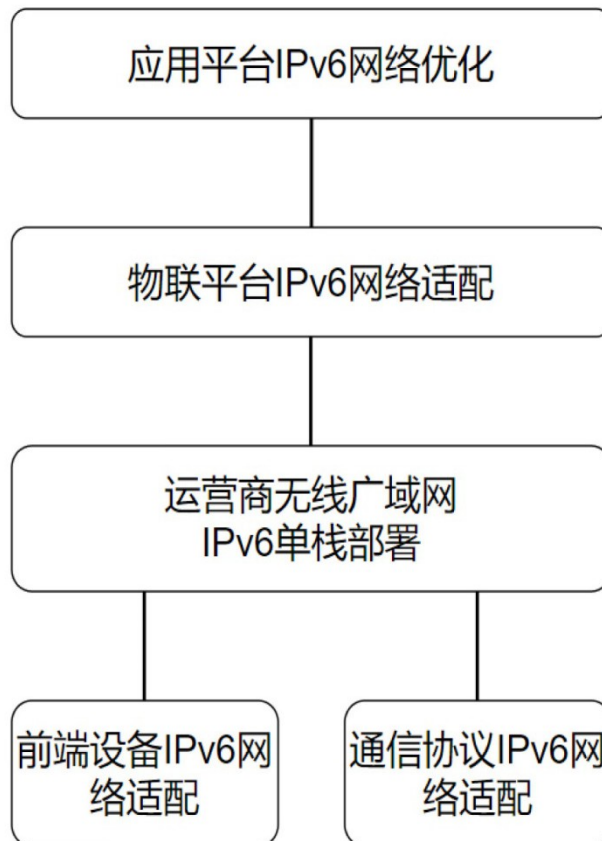 应用平台IPv6网络优化
物联平台IPv6网络适配
运营商无线广域网
IPv6单栈部署
前端设备IPv6网
络适配
通信协议IPv6网
络适配